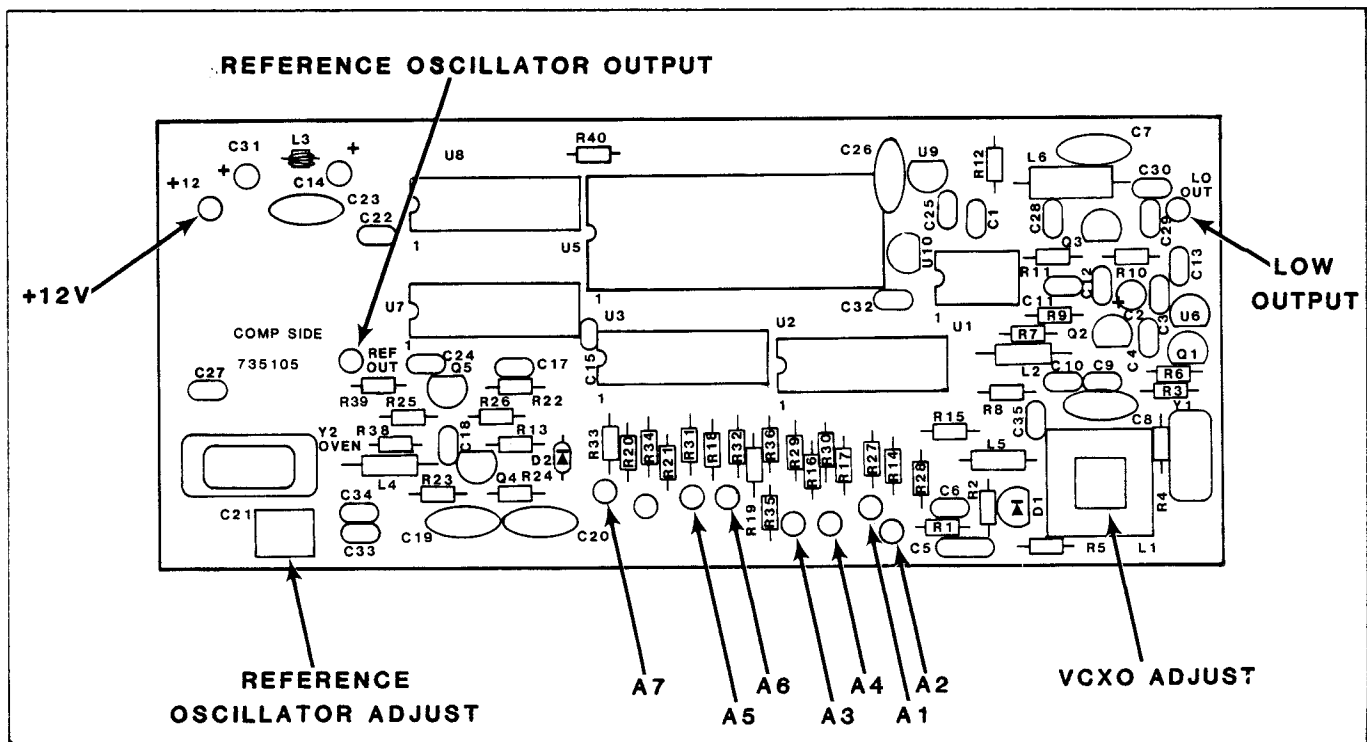 REFERENCE OSCILLATOR OUTPUT
+12V
LOW
OUTPUT
REFERENCE
OSCILLATOR ADJUST
VCXO ADJUST
A7
A5
A6
A3
A4
A1
A2
C31
L3
+
+
+12
C14
C23
C22
U8
R40
C26
U9
R12
L6
C7
C30
LO
OUT
1
U5
C25
C1
C28
C29
U10
Q3
R11
R10
C13
C12
U7
1
C32
C11
+
C2
C3
U6
1
R9
COMP SIDE
735105
REF
OUT
1
U3
C15
U2
U1
R7
Q2
C4
Q1
L2
C27
C24
Q5
C17
R39
R22
1
1
C10
C9
R6
R3
Y1
R8
R25
R26
C35
R15
C8
Y2
OVEN
R38
C18
R13
D2
R33
R20
R34
R21
R31
R18
R32
R36
R29
R16
R30
R17
R27
R14
R28
L5
R4
L4
R23
Q4
R24
R19
R35
C6
R2
D1
C34
C21
C33
C19
C20
R1
C5
R5
L1